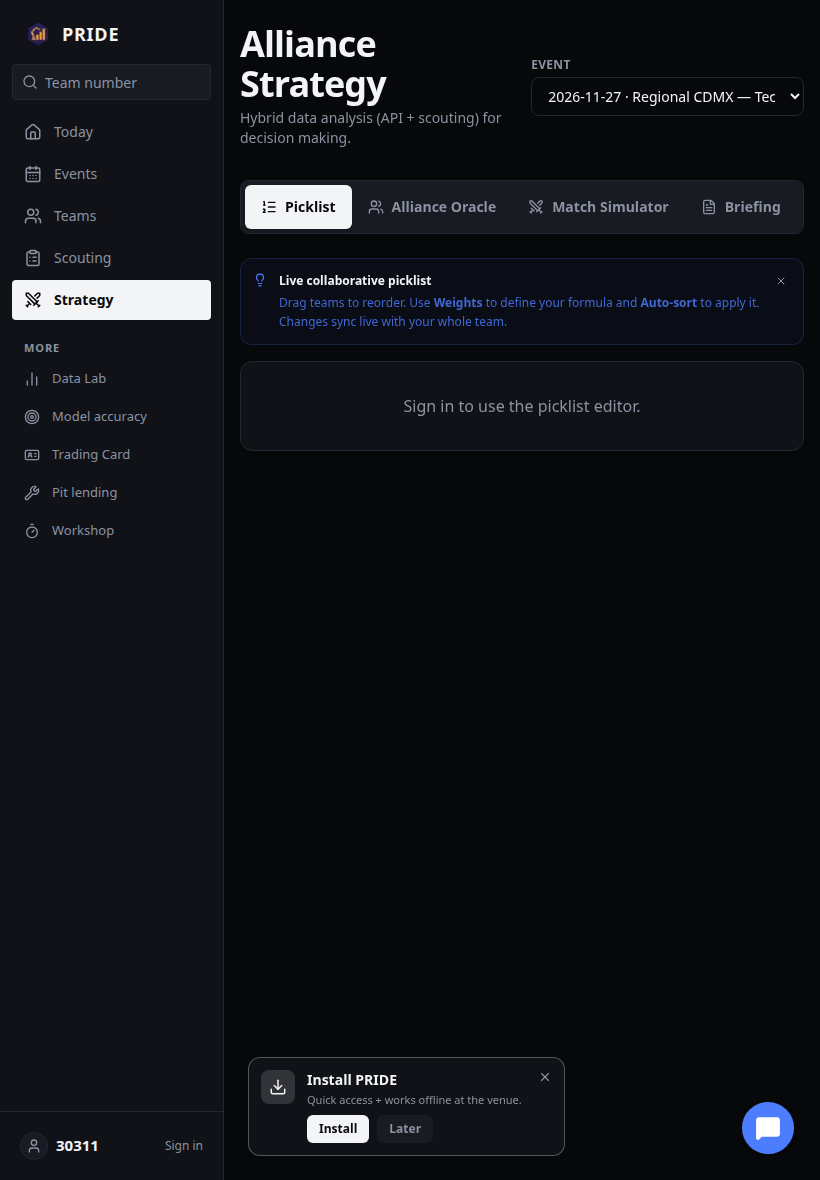 PRIDE
Team number
Today
Events
Teams
Scouting
Strategy
MORE
Data Lab
Model accuracy
Trading Card
Pit lending
Workshop
30311
Sign in
Alliance
Strategy
Hybrid data analysis (API + scouting) for
decision making.
EVENT
2026-11-27 · Regional CDMX — Tec
Picklist
Alliance Oracle
Match Simulator
Briefing
Live collaborative picklist
Drag teams to reorder. Use Weights to define your formula and Auto-sort to apply it.
Changes sync live with your whole team.
Sign in to use the picklist editor.
Install PRIDE
Quick access + works offline at the venue.
Install
Later